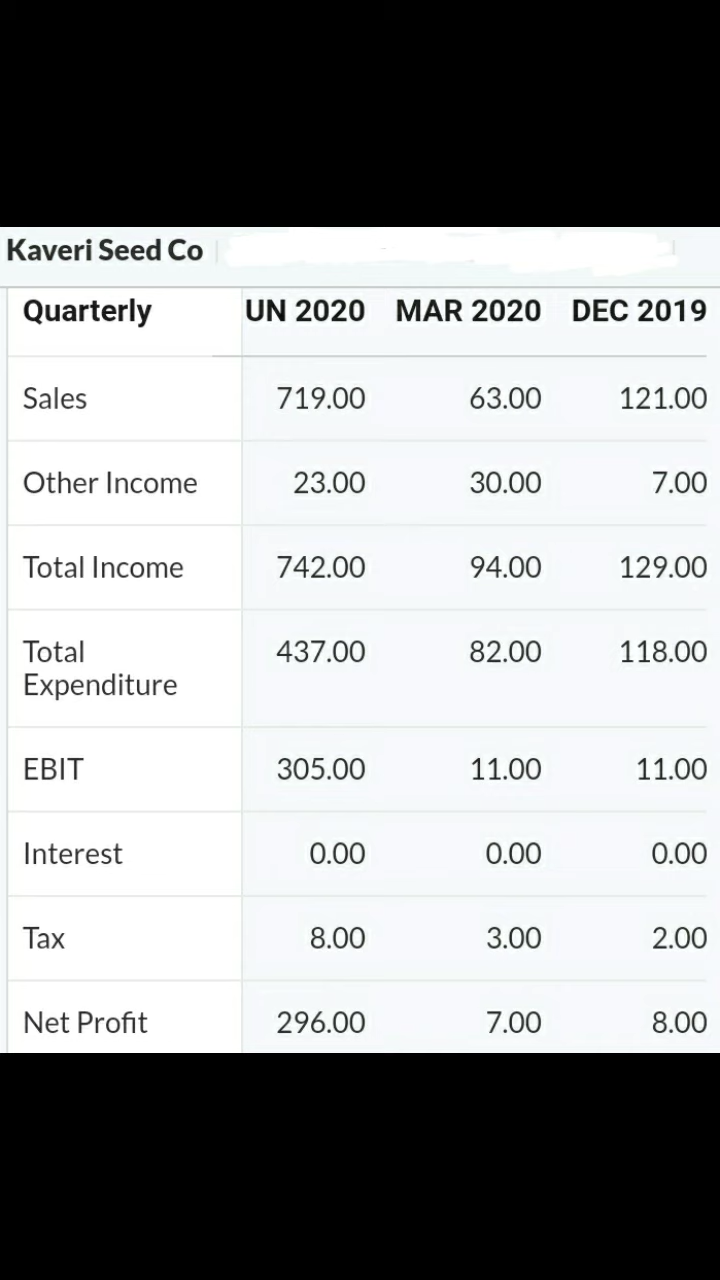 Kaveri Seed Co
Quarterly UN 2020 MAR 2020 DEC 2019
Sales 719.00 63.00 121.00
Other Income 23.00 30.00 7.00
Total Income 742.00 94.00 129.00
Total 437.00 82.00 118.00
Expenditure
EBIT 305.00 11.00 11.00
Interest 0.00 0.00 0.00
Tax 8.00 3.00 2.00
Net Profit 296.00 7.00 8.00